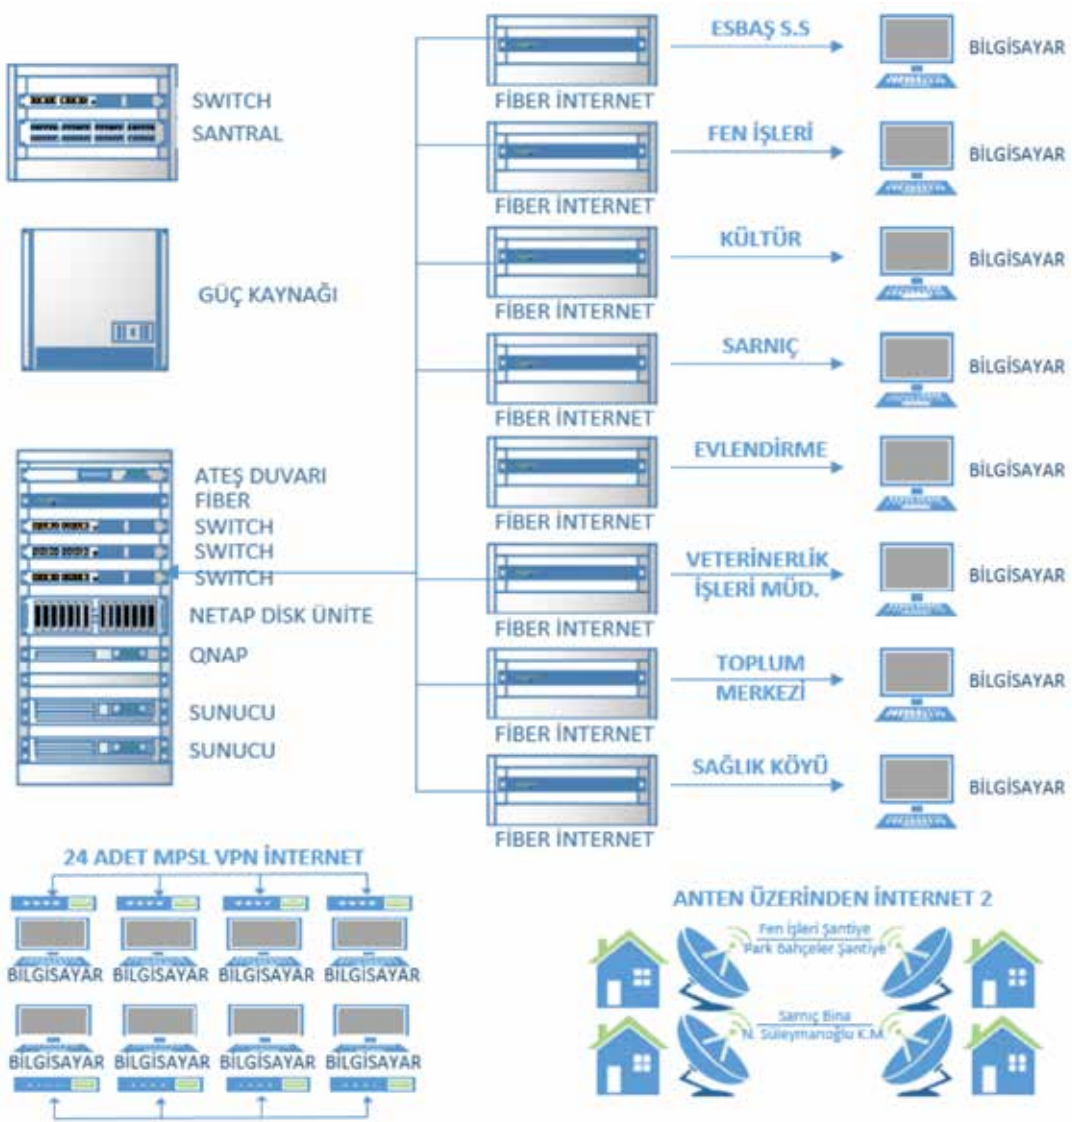 SWITCH
SANTRAL
GÜÇ KAYNAĞI
ATEŞ DUVARI
FİBER
SWITCH
SWITCH
SWITCH
NETAP DİSK ÜNİTE
QNAP
SUNUCU
SUNUCU
FİBER İNTERNET
ESBAŞ S.S
BİLGİSAYAR
FİBER İNTERNET
FEN İŞLERİ
BİLGİSAYAR
FİBER İNTERNET
KÜLTÜR
BİLGİSAYAR
FİBER İNTERNET
SARNIÇ
BİLGİSAYAR
FİBER İNTERNET
EVLENDİRME
BİLGİSAYAR
FİBER İNTERNET
VETERİNERLİK
İŞLERİ MÜD.
BİLGİSAYAR
FİBER İNTERNET
TOPLUM
MERKEZİ
BİLGİSAYAR
FİBER İNTERNET
SAĞLIK KÖYÜ
BİLGİSAYAR
24 ADET MPSL VPN İNTERNET
BİLGİSAYAR BİLGİSAYAR BİLGİSAYAR BİLGİSAYAR
BİLGİSAYAR BİLGİSAYAR BİLGİSAYAR BİLGİSAYAR
ANTEN ÜZERİNDEN İNTERNET 2
Fen İşleri Şantiye
Park Bahçeler Şantiye
Sarnıç Bina
N. Süleymanoğlu K.M.